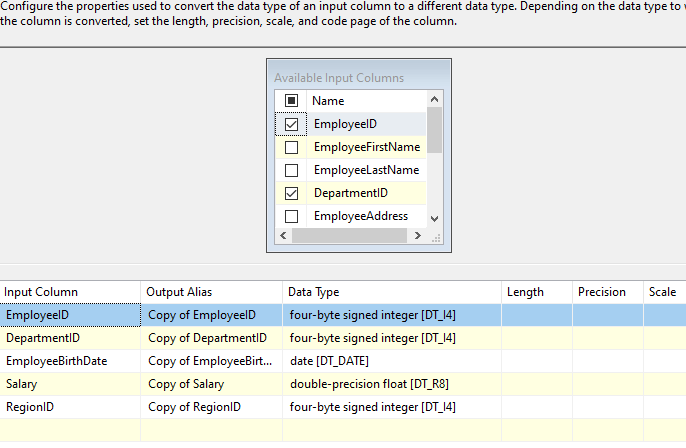 Configure the properties used to convert the data type of an input column to a different data type. Depending on the data type to
the column is converted, set the length, precision, scale, and code page of the column.
Available Input Columns
Name
EmployeeID
EmployeeFirstName
EmployeeLastName
DepartmentID
EmployeeAddress
Input Column Output Alias Data Type Length Precision Scale
EmployeeID Copy of EmployeeID four-byte signed integer [DT_I4]
DepartmentID Copy of DepartmentID four-byte signed integer [DT_I4]
EmployeeBirthDate Copy of EmployeeBirt... date [DT_DATE]
Salary Copy of Salary double-precision float [DT_R8]
RegionID Copy of RegionID four-byte signed integer [DT_I4]